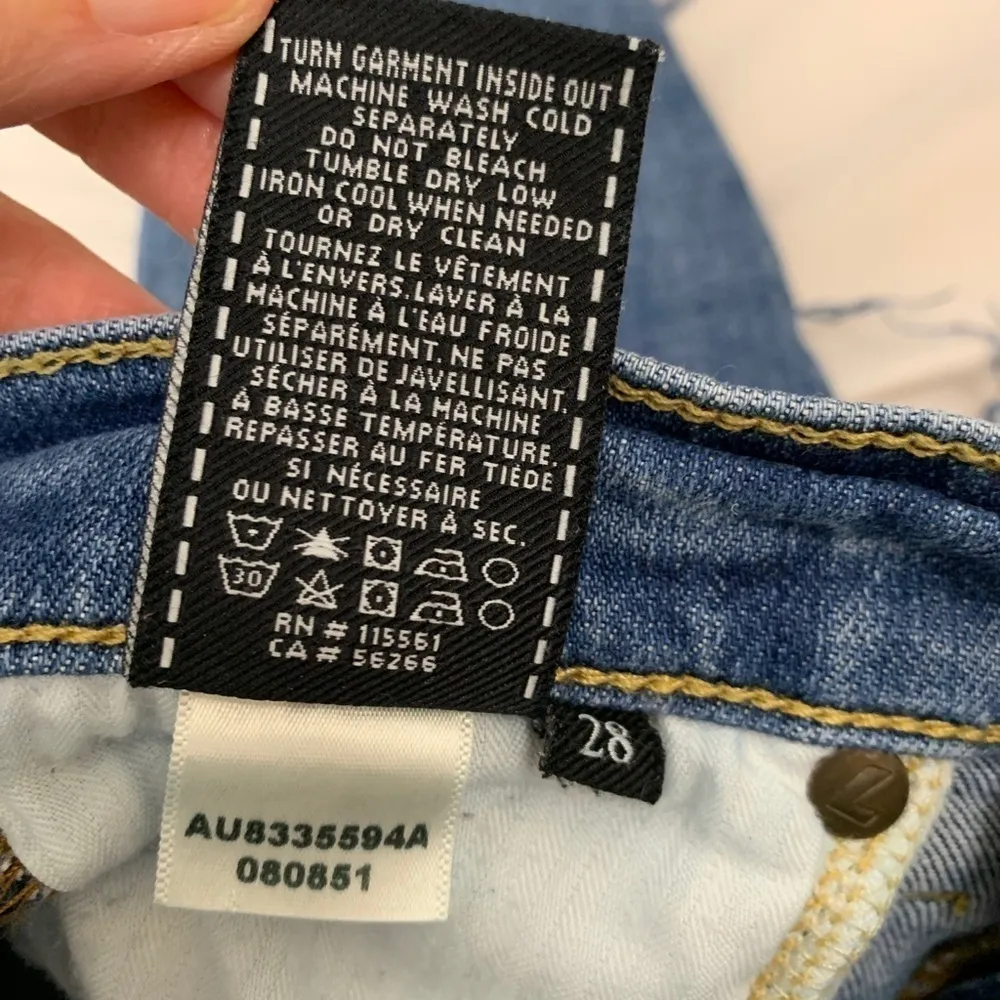 TURN GARMENT INSIDE OUT
MACHINE WASH COLD
SEPARATELY
DO NOT BLEACH
TUMBLE DRY LOW
IRON COOL WHEN NEEDED
OR DRY CLEAN
TOURNEZ LE VÊTEMENT
À L'ENVERS.LAVER À LA
MACHINE À L'EAU FROIDE
SÉPARÉMENT. NE PAS
UTILISER DE JAVELLISANT.
SÉCHER À LA MACHINE
À BASSE TEMPÉRATURE.
REPASSER AU FER TIÈDE
SI NÉCESSAIRE
OU NETTOYER À SEC.
30
RN # 115561
CA # 56266
28
AU8335594A
080851